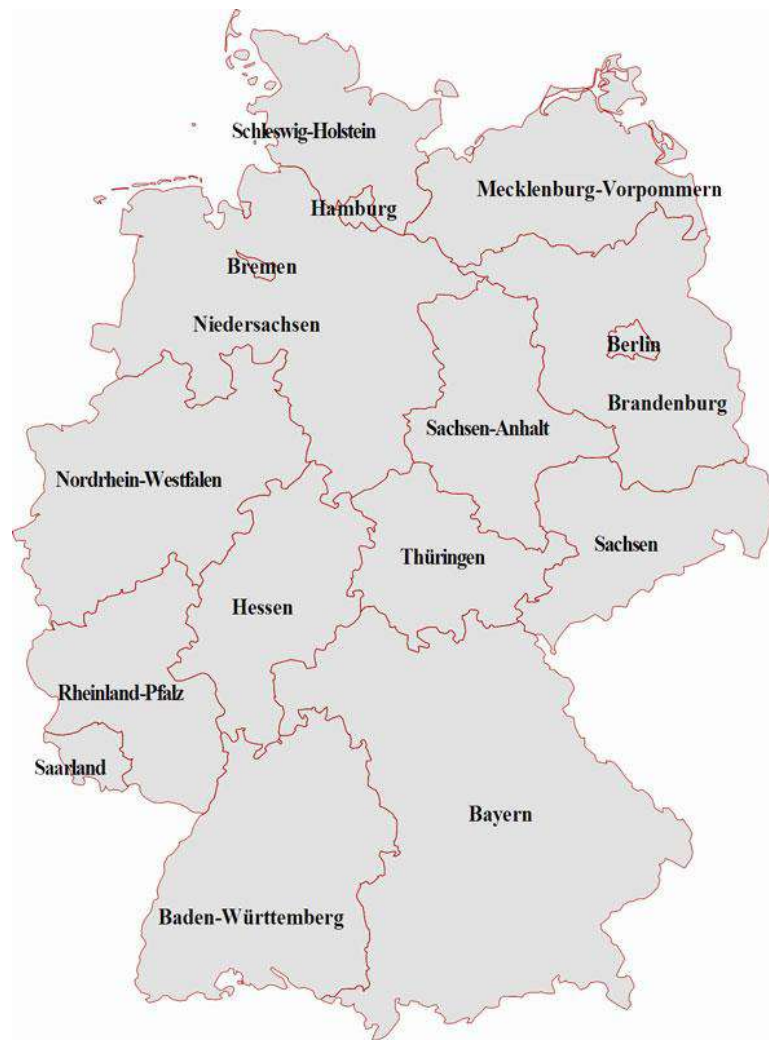 Schleswig-Holstein
Mecklenburg-Vorpommern
Hamburg
Bremen
Niedersachsen
Berlin
Brandenburg
Sachsen-Anhalt
Nordrhein-Westfalen
Thüringen
Sachsen
Hessen
Rheinland-Pfalz
Saarland
Bayern
Baden-Württemberg